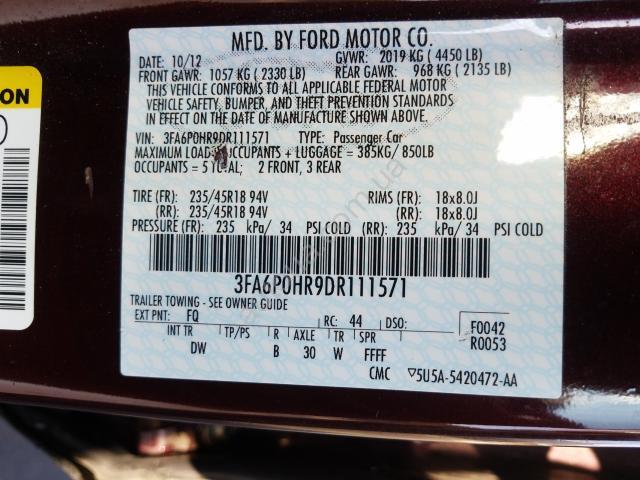 MFD. BY FORD MOTOR CO.
DATE: 10/12 GVWR: 2019 KG (4450 LB)
FRONT GAWR: 1057 KG (2330 LB) REAR GAWR: 968 KG (2135 LB)
THIS VEHICLE CONFORMS TO ALL APPLICABLE FEDERAL MOTOR
VEHICLE SAFETY, BUMPER, AND THEFT PREVENTION STANDARDS
IN EFFECT ON THE DATE OF MANUFACTURE SHOWN ABOVE.
VIN: 3FA6P0HR9DR111571 TYPE: Passenger Car
MAXIMUM LOAD= OCCUPANTS + LUGGAGE = 385KG/ 850LB
OCCUPANTS = 5 TOTAL; 2 FRONT, 3 REAR
TIRE (FR): 235/45R18 94V RIMS (FR): 18x8.0J
(RR): 235/45R18 94V (RR): 18x8.0J
PRESSURE (FR): 235 kPa/ 34 PSI COLD (RR): 235 kPa/ 34 PSI COLD
3FA6P0HR9DR111571
TRAILER TOWING - SEE OWNER GUIDE
EXT PNT: FQ RC: 44 DSO: F0042
INT TR TP/PS R AXLE TR SPR R0053
DW B 30 W FFFF
CMC ▽5U5A-5420472-AA